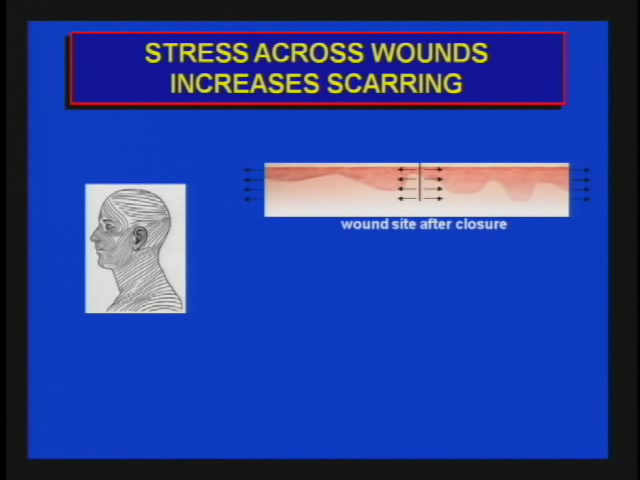 STRESS ACROSS WOUNDS
INCREASES SCARRING
wound site after closure